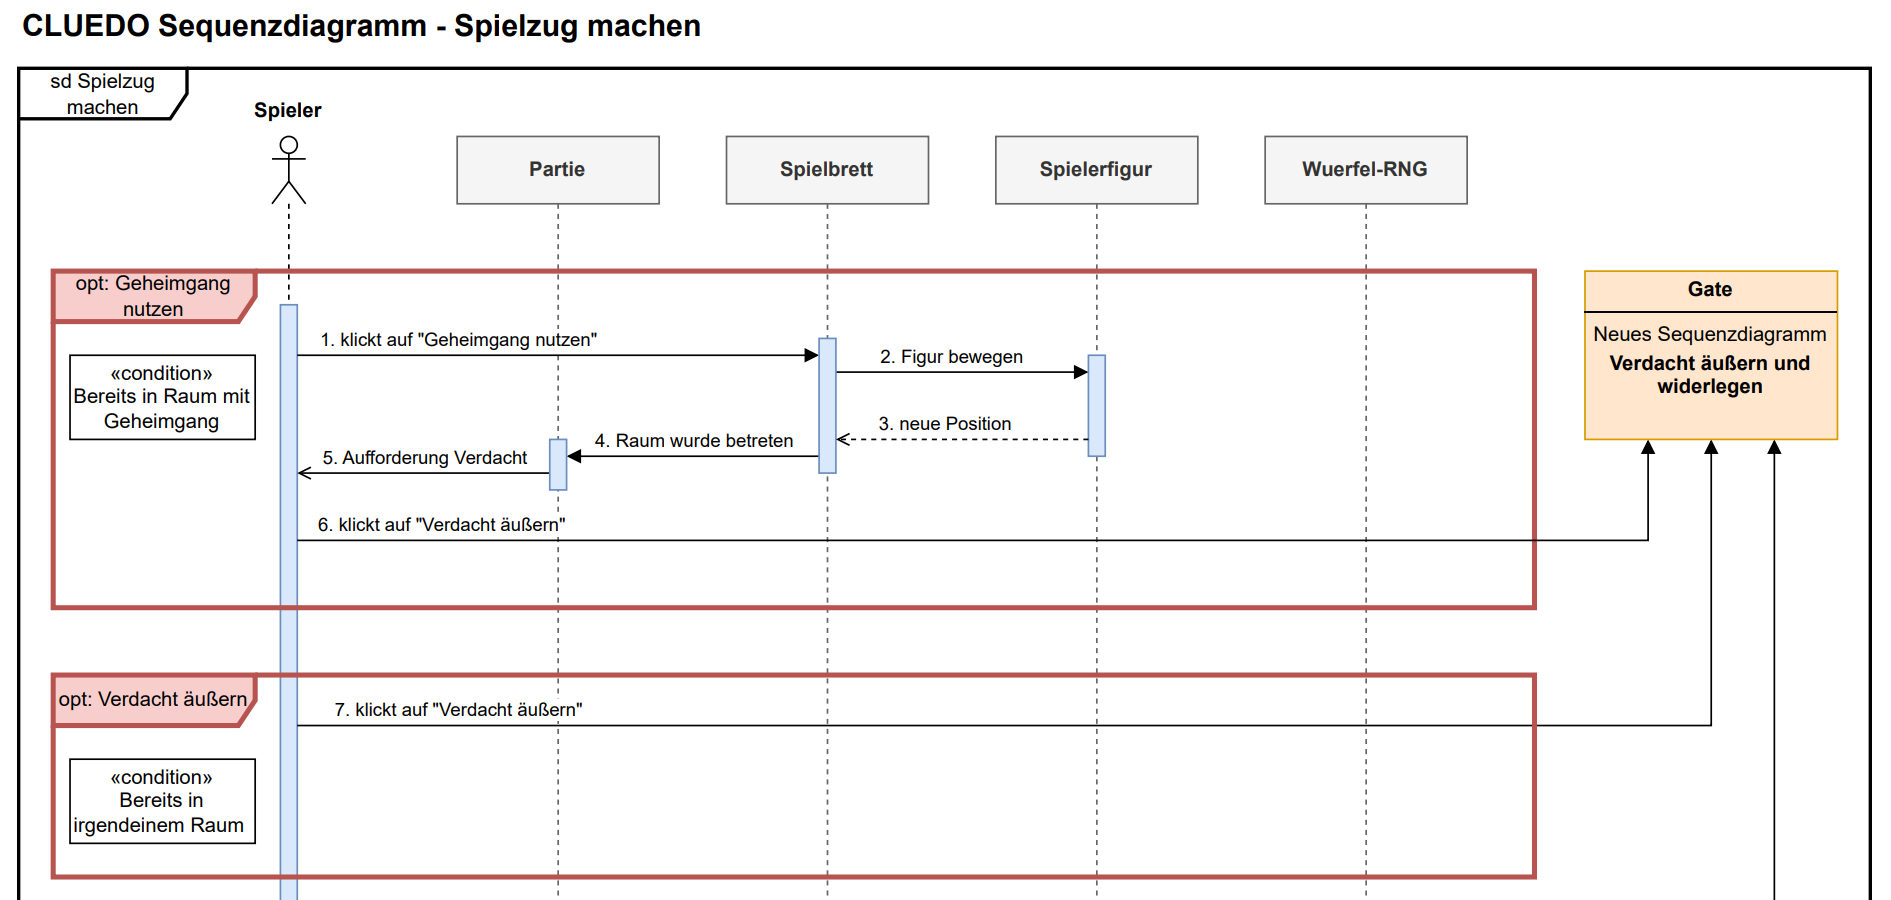 CLUEDO Sequenzdiagramm - Spielzug machen
sd Spielzug
machen
Spieler
Partie
Spielbrett
Spielerfigur
Wuerfel-RNG
opt: Geheimgang
nutzen
«condition»
Bereits in Raum mit
Geheimgang
1. klickt auf "Geheimgang nutzen"
2. Figur bewegen
3. neue Position
4. Raum wurde betreten
5. Aufforderung Verdacht
6. klickt auf "Verdacht äußern"
Gate
Neues Sequenzdiagramm
Verdacht äußern und
widerlegen
opt: Verdacht äußern
7. klickt auf "Verdacht äußern"
«condition»
Bereits in
irgendeinem Raum